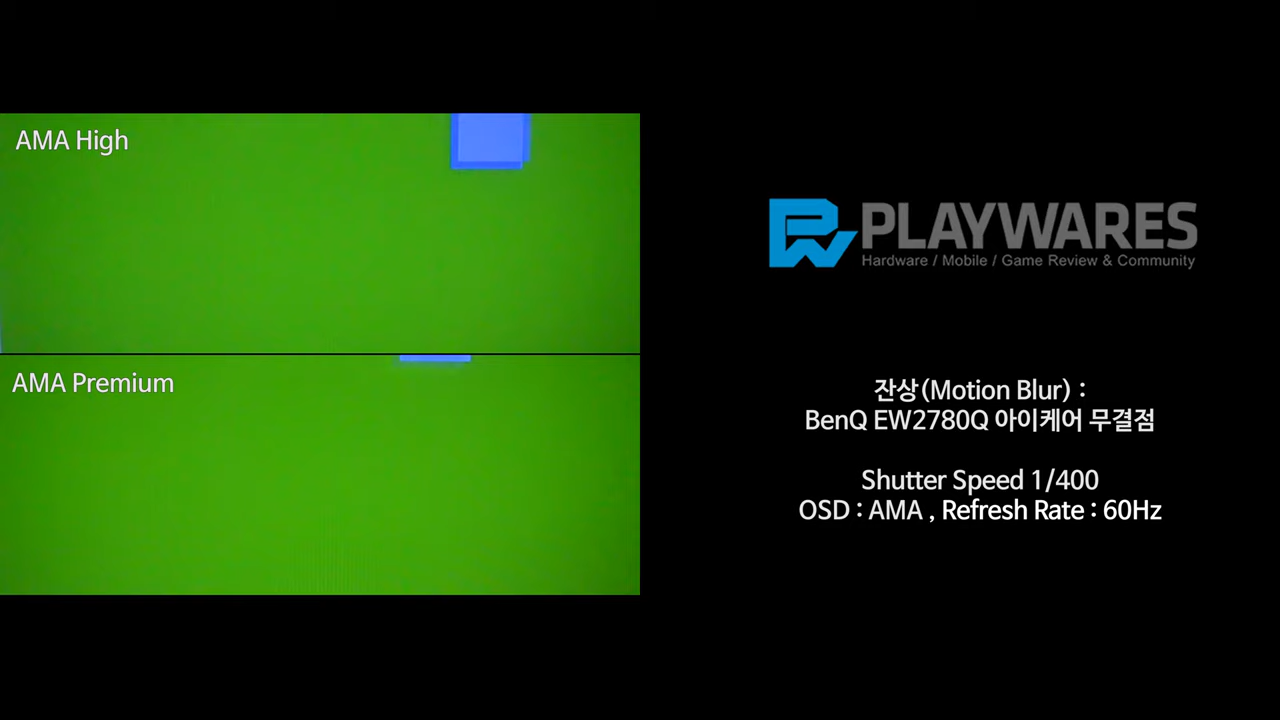 AMA High
AMA Premium
PLAYWARES
Hardware / Mobile / Game Review & Community
잔상(Motion Blur) :
BenQ EW2780Q 아이케어 무결점
Shutter Speed 1/400
OSD : AMA , Refresh Rate : 60Hz